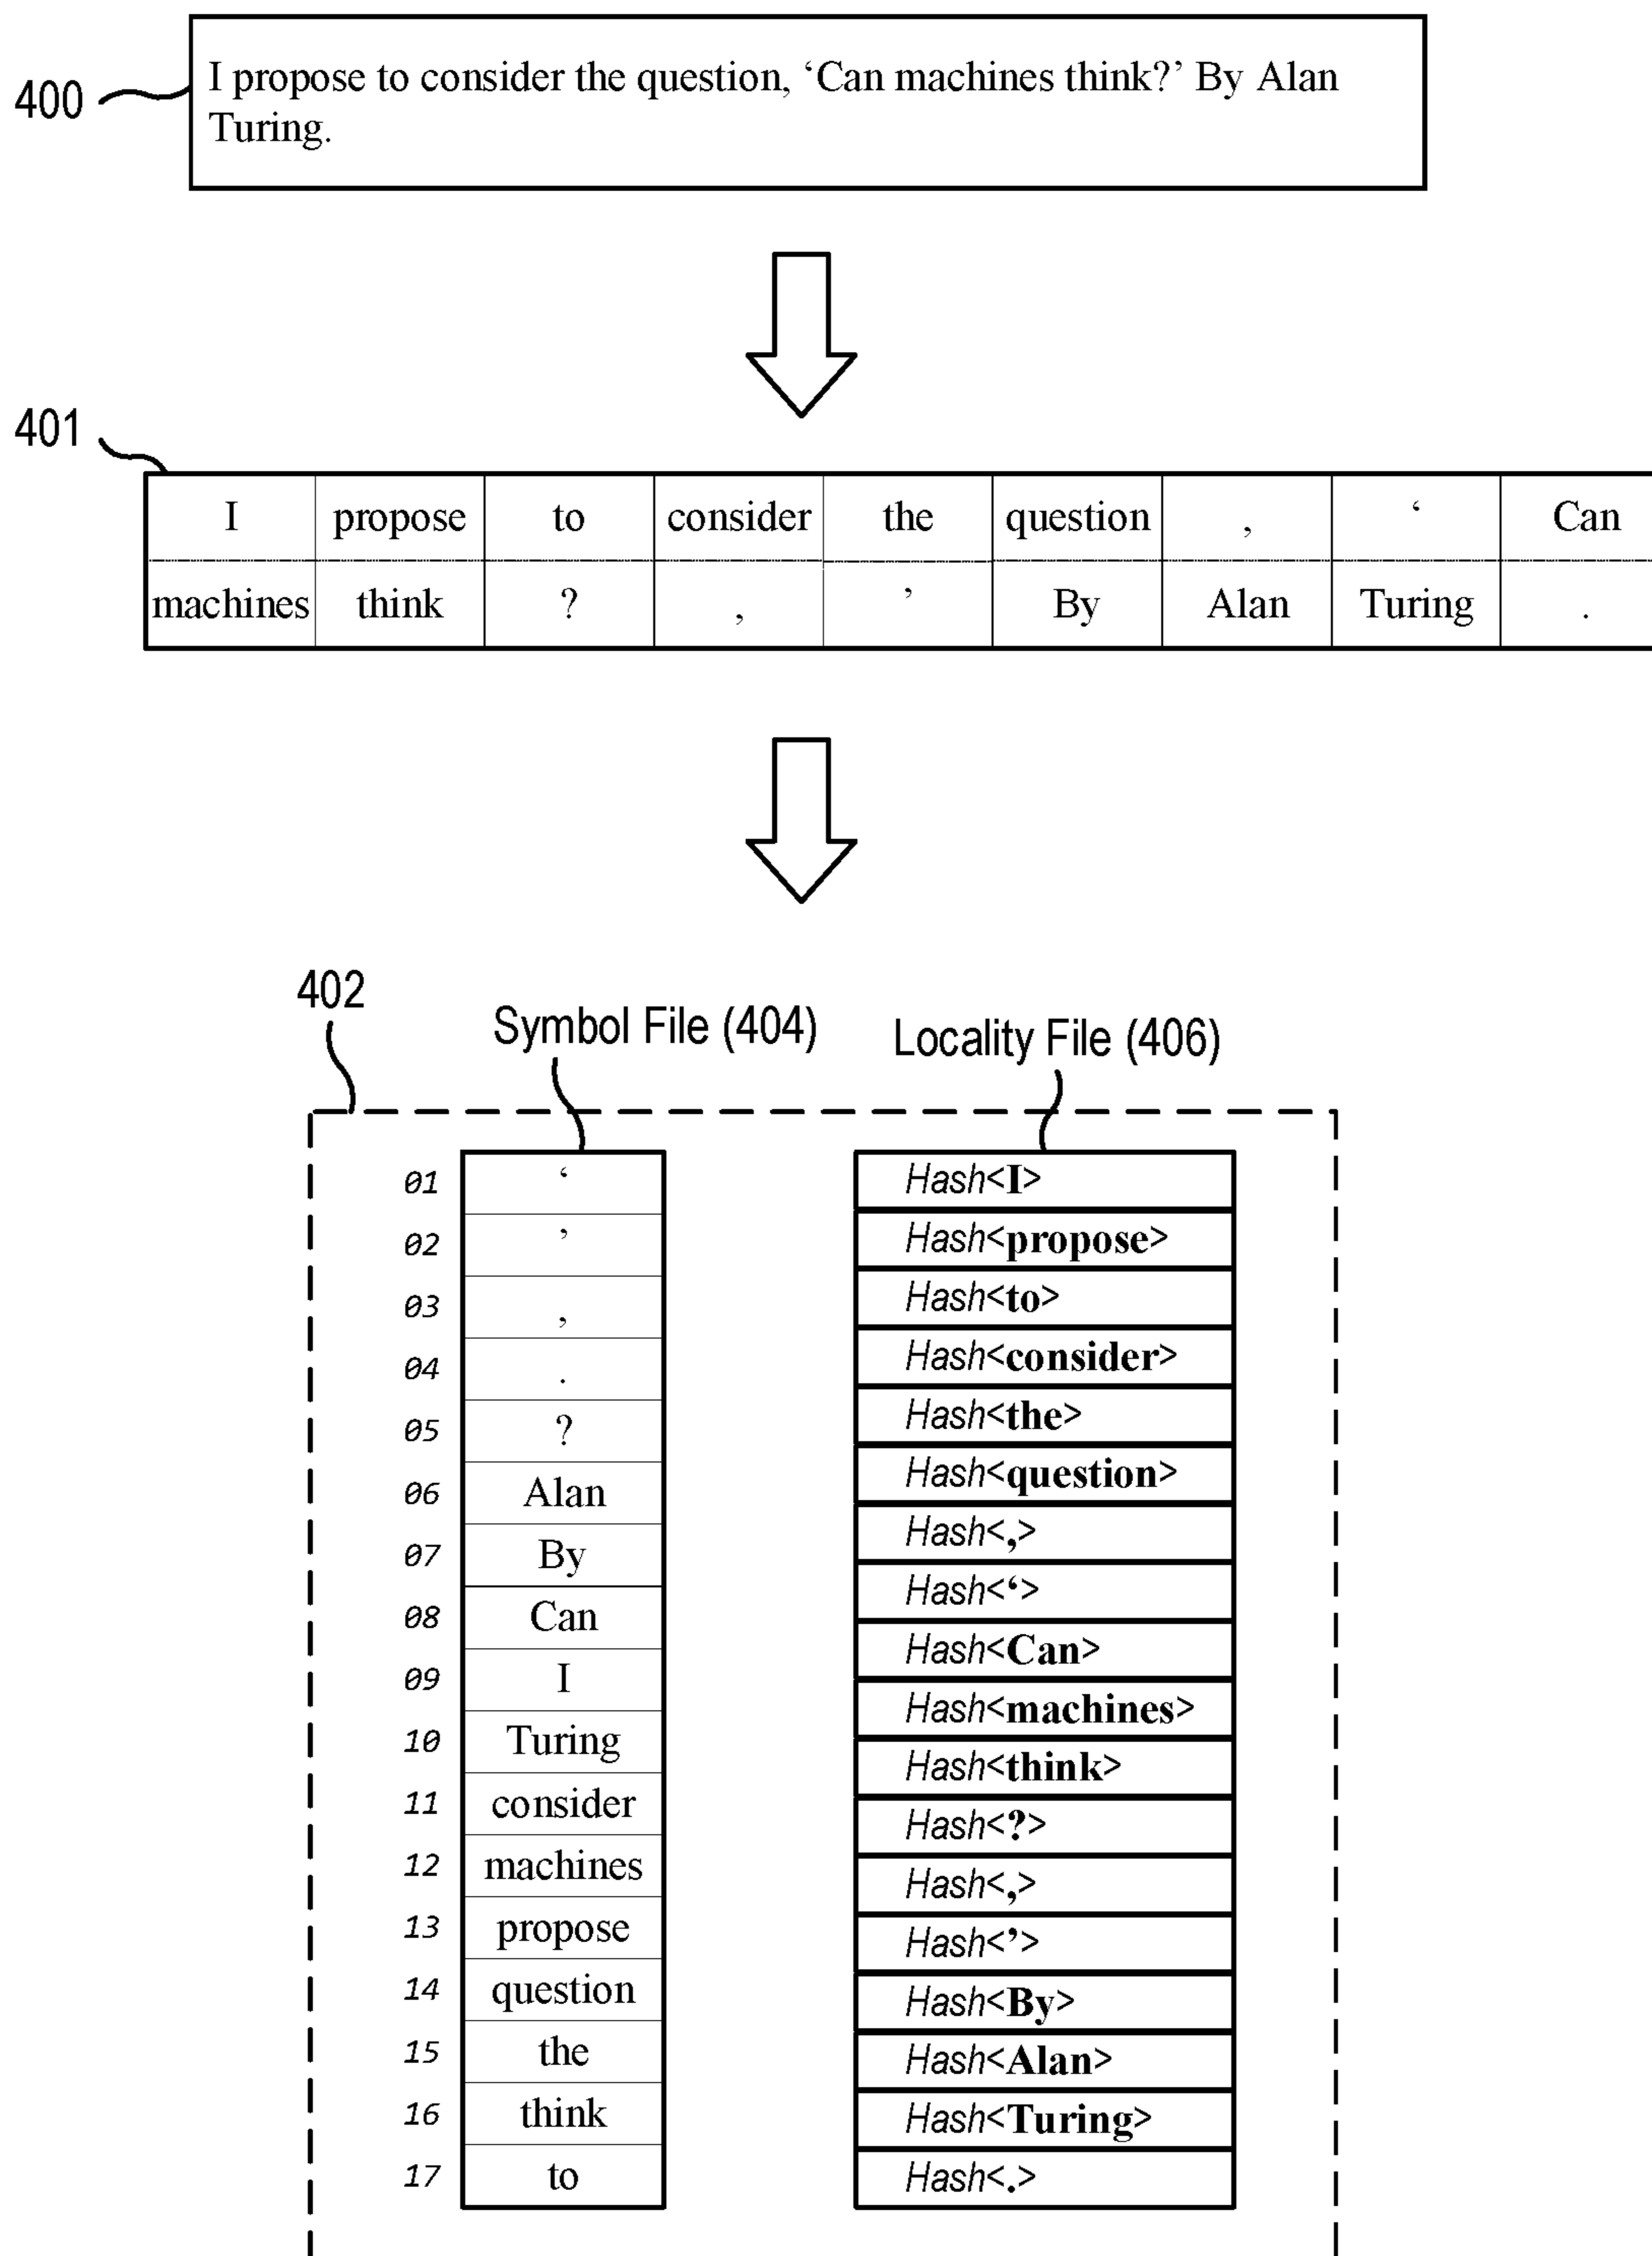 400
I propose to consider the question, ‘Can machines think?’ By Alan
Turing.
401
I propose to consider the question , ‘ Can
machines think ? , ’ By Alan Turing .
402
Symbol File (404)
Locality File (406)
01 ‘
02 ’
03 ,
04 .
05 ?
06 Alan
07 By
08 Can
09 I
10 Turing
11 consider
12 machines
13 propose
14 question
15 the
16 think
17 to
Hash<I>
Hash<propose>
Hash<to>
Hash<consider>
Hash<the>
Hash<question>
Hash<,>
Hash<‘>
Hash<Can>
Hash<machines>
Hash<think>
Hash<?>
Hash<,>
Hash<’>
Hash<By>
Hash<Alan>
Hash<Turing>
Hash<.>